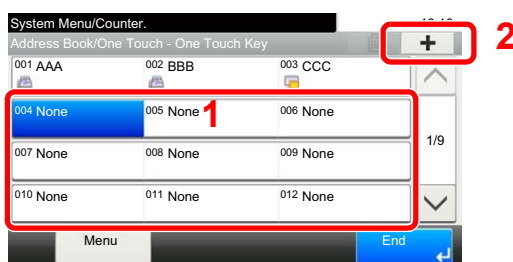 System Menu/Counter.
Address Book/One Touch - One Touch Key
2
001 AAA 002 BBB 003 CCC
004 None 005 None 1 006 None
1/9
007 None 008 None 009 None
010 None 011 None 012 None
Menu End